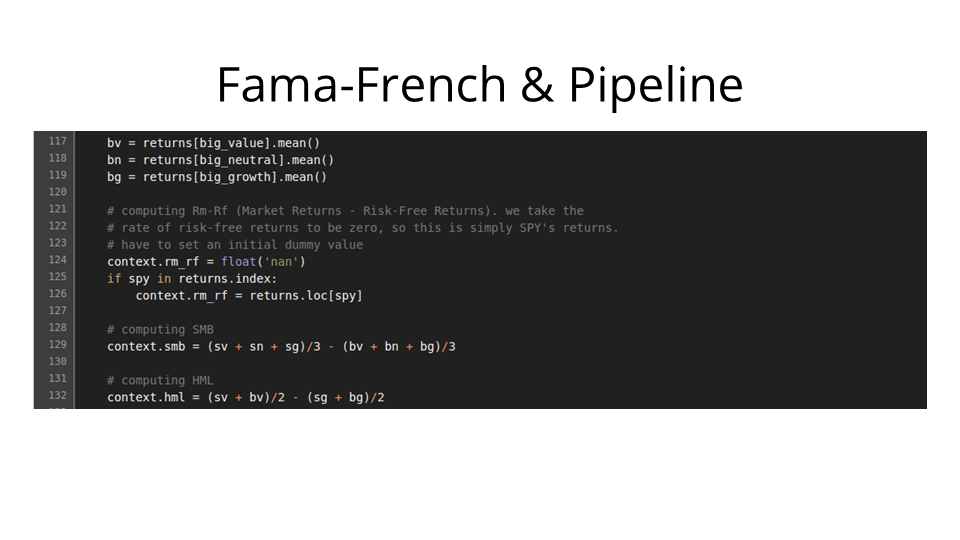 Fama-French & Pipeline
117 bv = returns[big_value].mean()
118 bn = returns[big_neutral].mean()
119 bg = returns[big_growth].mean()
120
121 # computing Rm-Rf (Market Returns - Risk-Free Returns). we take the
122 # rate of risk-free returns to be zero, so this is simply SPY's returns.
123 # have to set an initial dummy value
124 context.rm_rf = float('nan')
125 if spy in returns.index:
126     context.rm_rf = returns.loc[spy]
127
128 # computing SMB
129 context.smb = (sv + sn + sg)/3 - (bv + bn + bg)/3
130
131 # computing HML
132 context.hml = (sv + bv)/2 - (sg + bg)/2